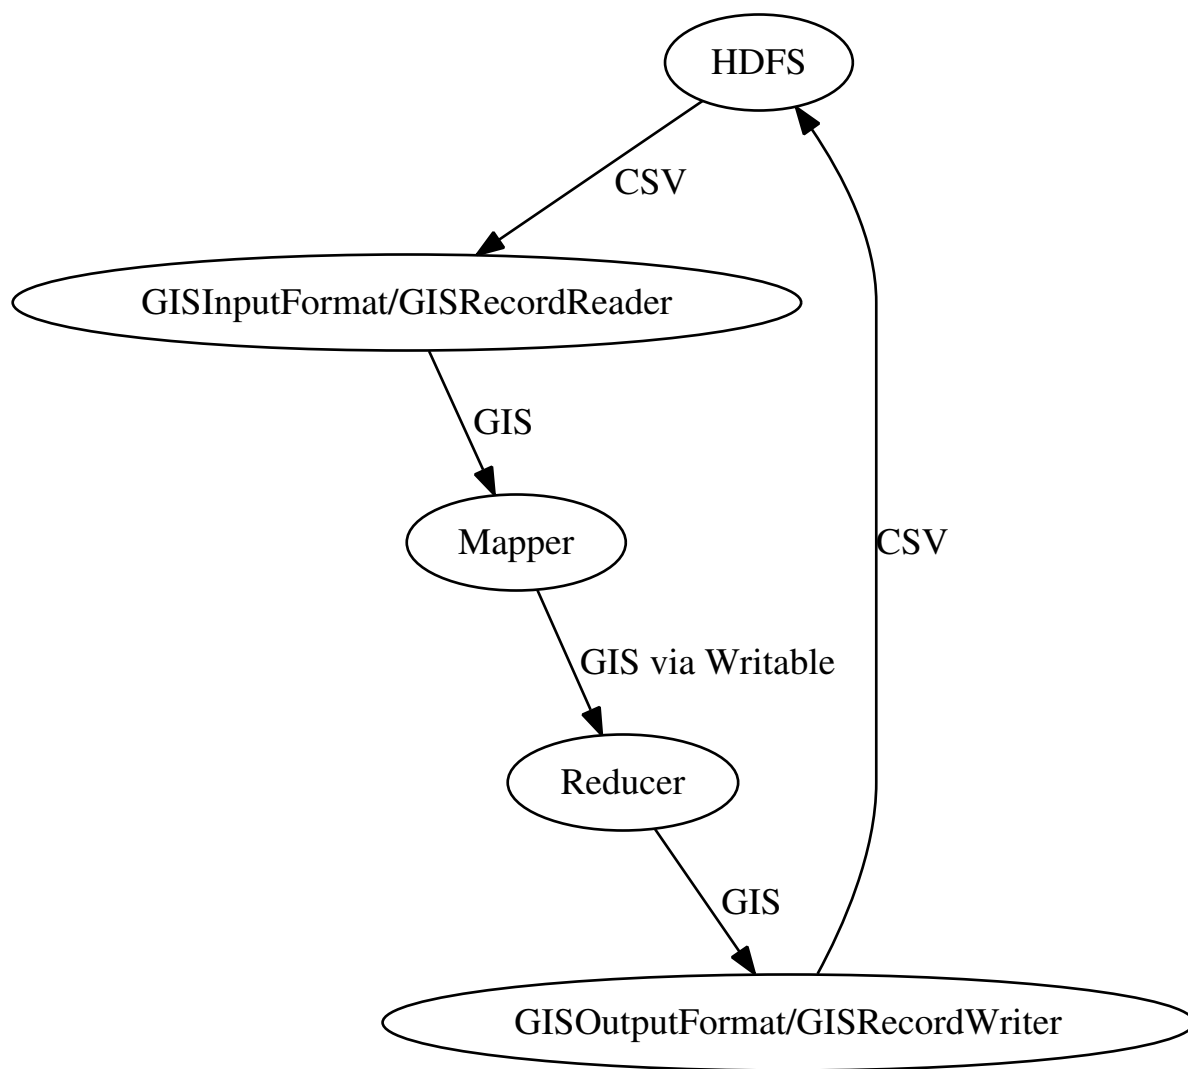 HDFS
CSV
GISInputFormat/GISRecordReader
GIS
Mapper
CSV
GIS via Writable
Reducer
GIS
GISOutputFormat/GISRecordWriter